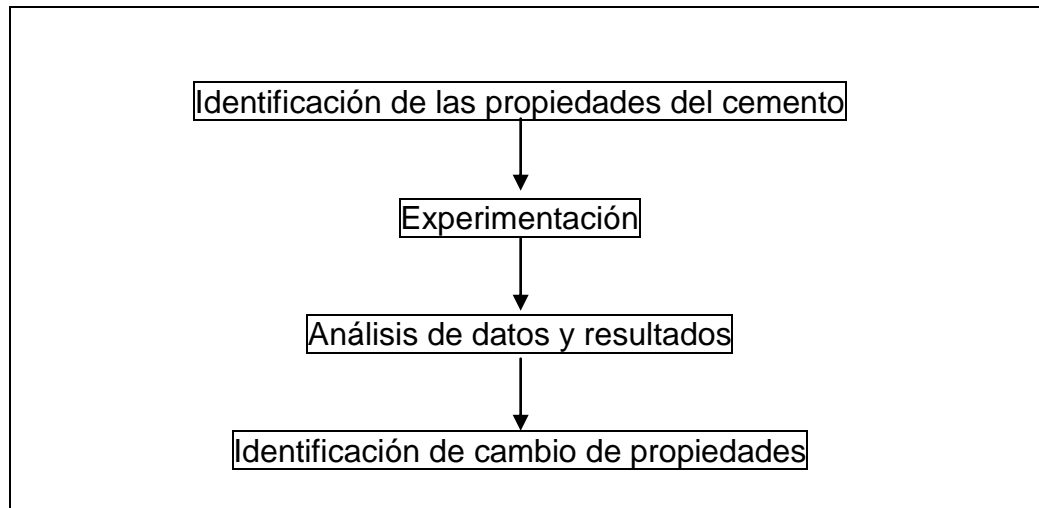 Identificación de las propiedades del cemento
Experimentación
Análisis de datos y resultados
Identificación de cambio de propiedades